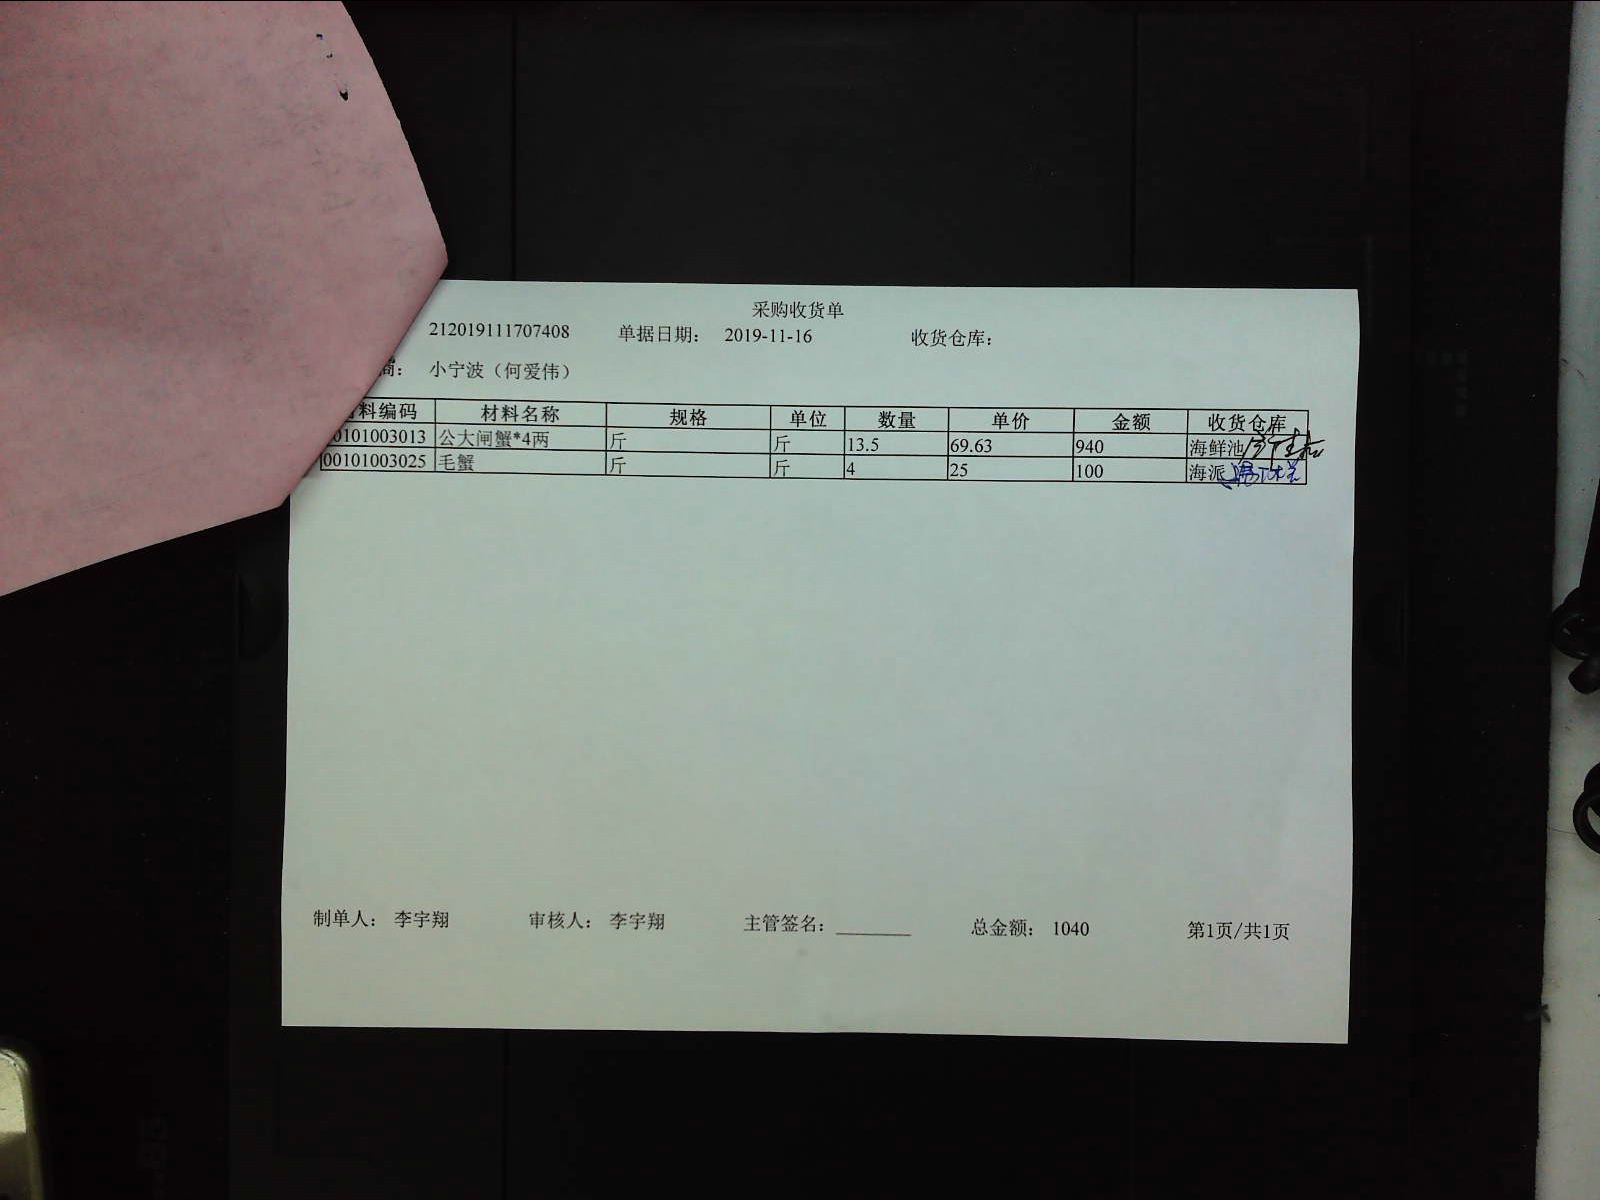 采购收货单
212019111707408 单据日期： 2019-11-16 收货仓库：
商： 小宁波（何爱伟）
料编码 材料名称 规格 单位 数量 单价 金额 收货仓库
0101003013 公大闸蟹*4两 斤 斤 13.5 69.63 940 海鲜池
00101003025 毛蟹 斤 斤 4 25 100 海派
制单人： 李宇翔 审核人： 李宇翔 主管签名： 总金额： 1040 第1页/共1页